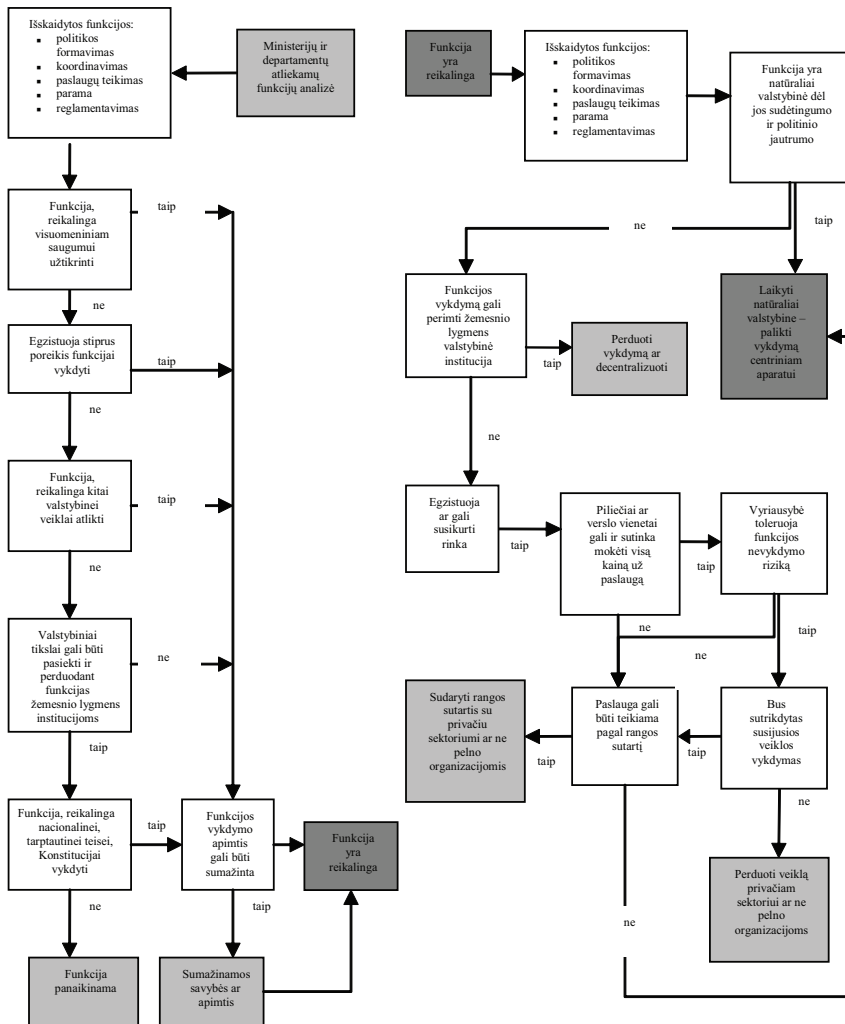 Išskaidytos funkcijos:
▪ politikos
formavimas
▪ koordinavimas
▪ paslaugų teikimas
▪ parama
▪ reglamentavimas
Ministerijų ir
departamentų
atliekamų
funkcijų analizė
Funkcija,
reikalinga
visuomeniniam
saugumui
užtikrinti
taip
ne
Egzistuoja stiprus
poreikis funkcijai
vykdyti
taip
ne
Funkcija,
reikalinga kitai
valstybinei
veiklai atlikti
taip
ne
Valstybiniai
tikslai gali būti
pasiekti ir
perduodant
funkcijas
žemesnio lygmens
institucijoms
ne
taip
Funkcija, reikalinga
nacionalinei,
tarptautinei teisei,
Konstitucijai
vykdyti
taip
ne
Funkcijos
vykdymo
apimtis
gali būti
sumažinta
taip
Funkcija
yra
reikalinga
Funkcija
panaikinama
Sumažinamos
savybės ar
apimtis
Funkcija
yra
reikalinga
Išskaidytos funkcijos:
▪ politikos
formavimas
▪ koordinavimas
▪ paslaugų teikimas
▪ parama
▪ reglamentavimas
Funkcija yra
natūraliai
valstybinė dėl
jos sudėtingumo
ir politinio
jautrumo
ne
taip
Funkcijos
vykdymą gali
perimti žemesnio
lygmens
valstybinė
institucija
taip
ne
Perduoti
vykdymą ar
decentralizuoti
Laikyti
natūraliai
valstybine –
palikti
vykdymą
centriniam
aparatui
Egzistuoja
ar gali
susikurti
rinka
taip
Piliečiai ar
verslo vienetai
gali ir sutinka
mokėti visą
kainą už
paslaugą
taip
ne
Vyriausybė
toleruoja
funkcijos
nevykdymo
riziką
ne
taip
Sudaryti rangos
sutartis su
privačiu
sektoriumi ar ne
pelno
organizacijomis
taip
Paslauga gali
būti teikiama
pagal rangos
sutartį
taip
ne
Bus
sutrikdytas
susijusios
veiklos
vykdymas
ne
Perduoti veiklą
privačiam
sektoriui ar ne
pelno
organizacijoms